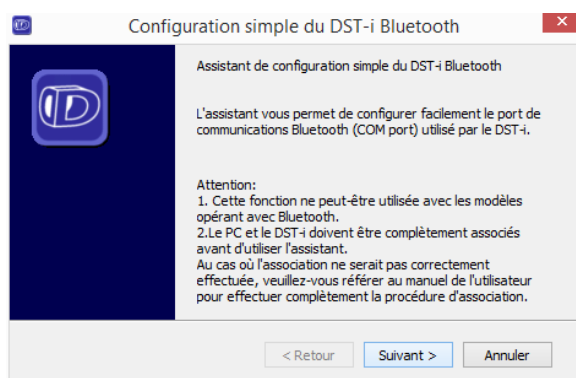 Configuration simple du DST-i Bluetooth
Assistant de configuration simple du DST-i Bluetooth
L'assistant vous permet de configurer facilement le port de
communications Bluetooth (COM port) utilisé par le DST-i.
Attention:
1. Cette fonction ne peut-être utilisée avec les modèles
opérant avec Bluetooth.
2.Le PC et le DST-i doivent être complètement associés
avant d'utiliser l'assistant.
Au cas où l'association ne serait pas correctement
effectuée, veuillez-vous référer au manuel de l'utilisateur
pour effectuer complètement la procédure d'association.
< Retour Suivant > Annuler